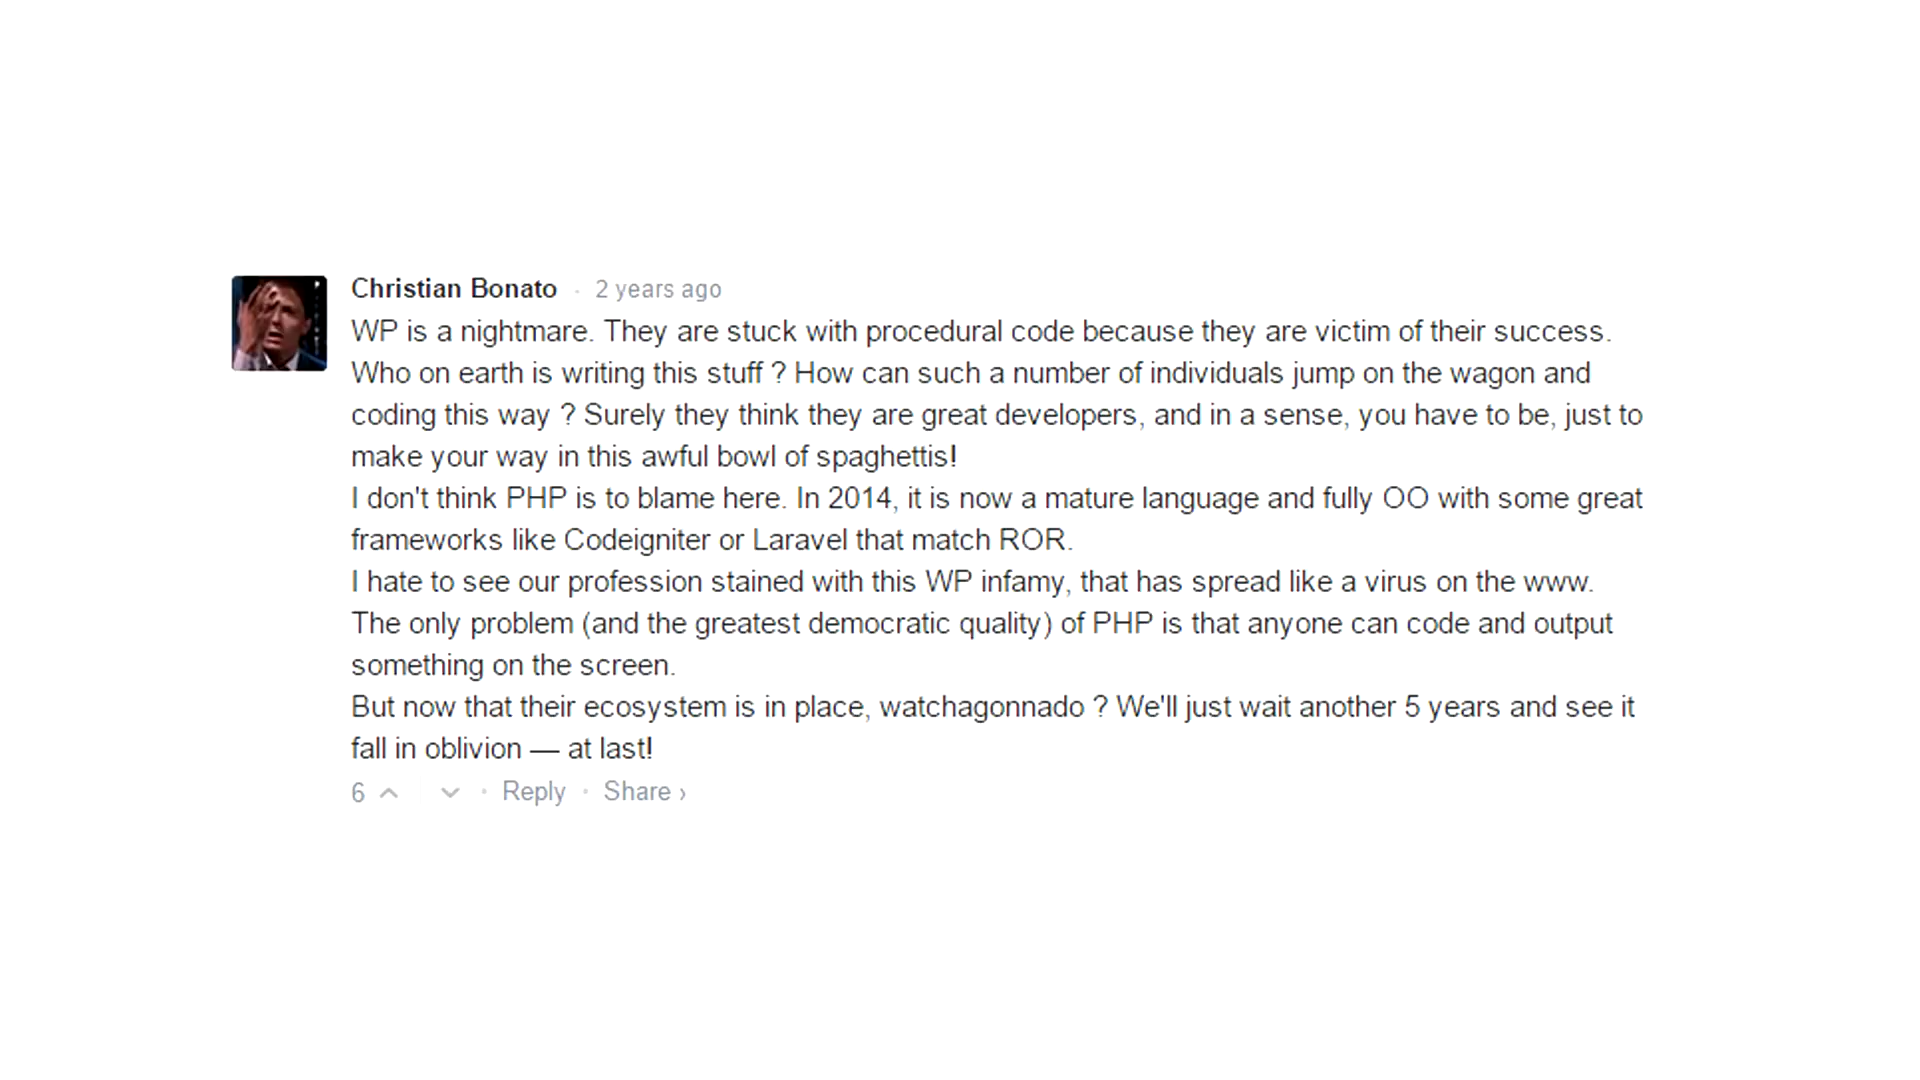 Christian Bonato · 2 years ago
WP is a nightmare. They are stuck with procedural code because they are victim of their success.
Who on earth is writing this stuff ? How can such a number of individuals jump on the wagon and
coding this way ? Surely they think they are great developers, and in a sense, you have to be, just to
make your way in this awful bowl of spaghettis!
I don't think PHP is to blame here. In 2014, it is now a mature language and fully OO with some great
frameworks like Codeigniter or Laravel that match ROR.
I hate to see our profession stained with this WP infamy, that has spread like a virus on the www.
The only problem (and the greatest democratic quality) of PHP is that anyone can code and output
something on the screen.
But now that their ecosystem is in place, watchagonnado ? We'll just wait another 5 years and see it
fall in oblivion — at last!
6 · Reply · Share ›